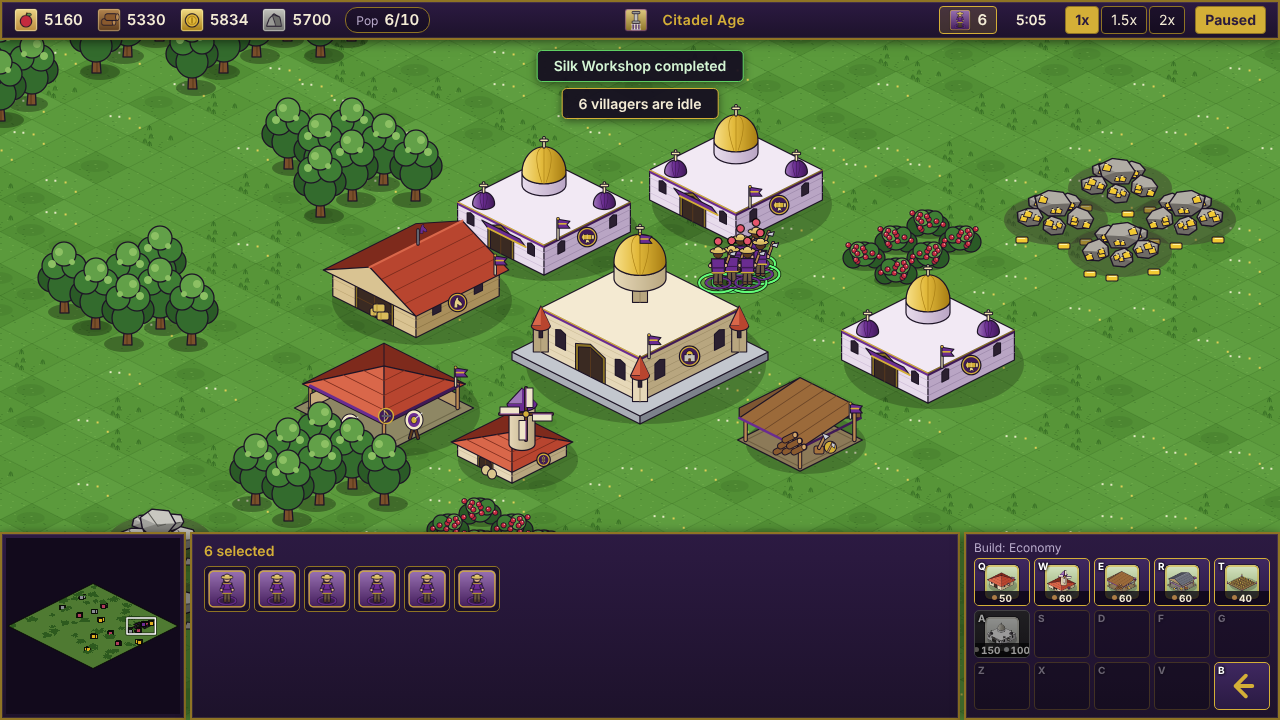 5160 5330 5834 5700 Pop 6/10 Citadel Age 6 5:05 1x 1.5x 2x Paused
Silk Workshop completed
6 villagers are idle
6 selected
Build: Economy
Q W E R T
50 60 60 60 40
A S D F G
150 100
Z X C V B